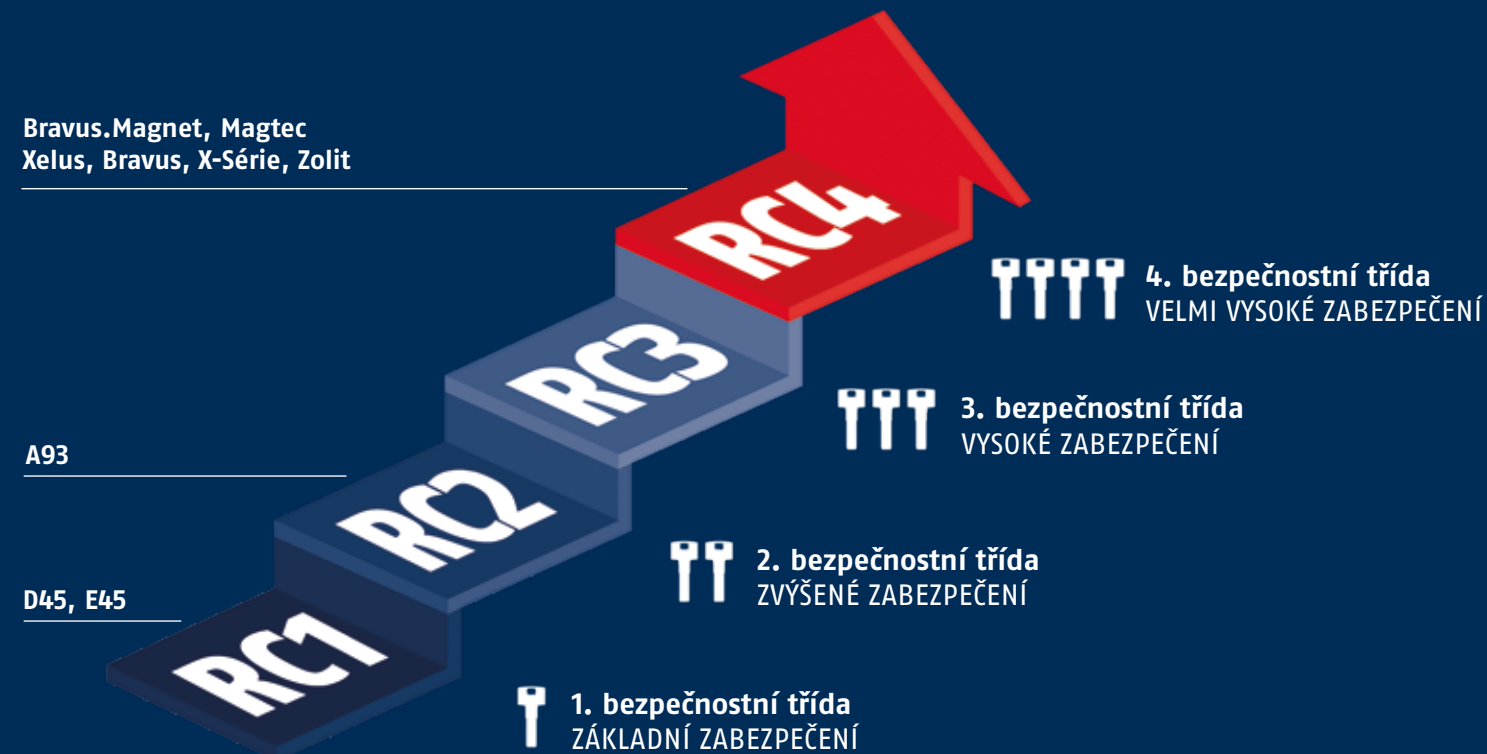 Bravus.Magnet, Magtec
Xelus, Bravus, X-Série, Zolit
RC4
4. bezpečnostní třída
VELMI VYSOKÉ ZABEZPEČENÍ
RC3
3. bezpečnostní třída
VYSOKÉ ZABEZPEČENÍ
A93
RC2
2. bezpečnostní třída
ZVÝŠENÉ ZABEZPEČENÍ
D45, E45
RC1
1. bezpečnostní třída
ZÁKLADNÍ ZABEZPEČENÍ